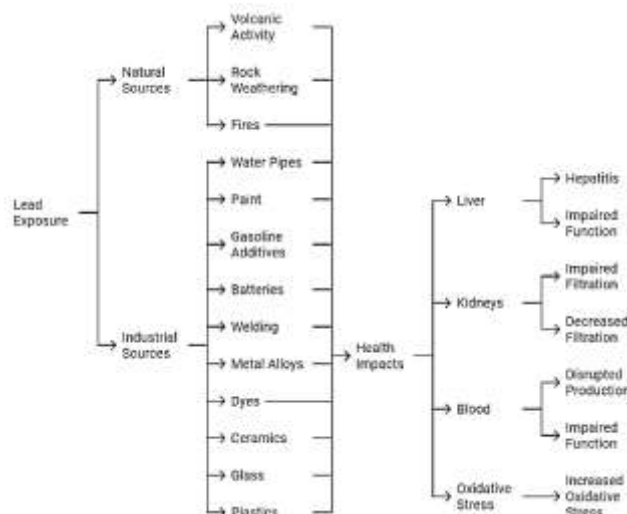 Volcanic
Activity
Natural
Sources
Rock
Weathering
Fires
Water Pipes
Paint
Gasoline
Additives
Batteries
Welding
Metal Alloys
Dyes
Ceramics
Glass
Plastics
Lead
Exposure
Industrial
Sources
Health
Impacts
Liver
Hepatitis
Impaired
Function
Kidneys
Impaired
Filtration
Decreased
Filtration
Blood
Disrupted
Production
Impaired
Function
Oxidative
Stress
Increased
Oxidative
Stress